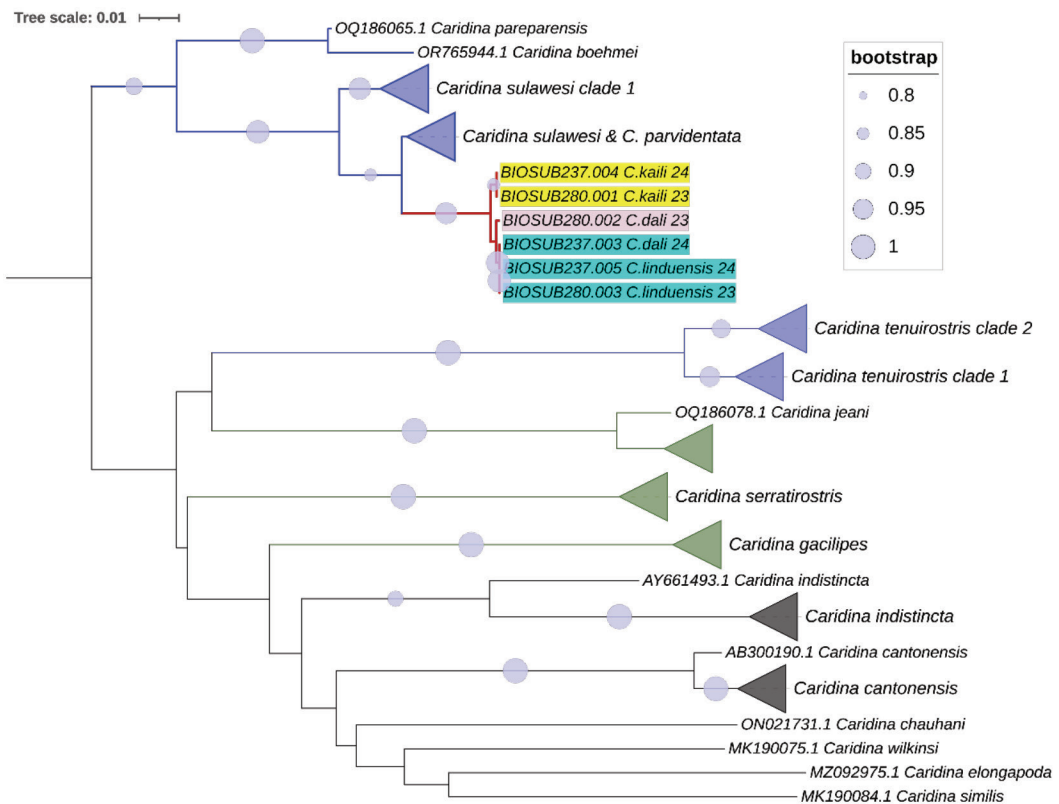 Tree scale: 0.01
OQ186065.1 Caridina pareparensis
OR765944.1 Caridina boehmei
Caridina sulawesi clade 1
Caridina sulawesi & C. parvidentata
BIOSUB237.004 C.kaili 24
BIOSUB280.001 C.kaili 23
BIOSUB280.002 C.dali 23
BIOSUB237.003 C.dali 24
BIOSUB237.005 C.linduensis 24
BIOSUB280.003 C.linduensis 23
bootstrap
0.8
0.85
0.9
0.95
1
Caridina tenuirostris clade 2
Caridina tenuirostris clade 1
OQ186078.1 Caridina jeani
Caridina serratirostris
Caridina gacilipes
AY661493.1 Caridina indistincta
Caridina indistincta
AB300190.1 Caridina cantonensis
Caridina cantonensis
ON021731.1 Caridina chauhani
MK190075.1 Caridina wilkinsi
MZ092975.1 Caridina elongapoda
MK190084.1 Caridina similis